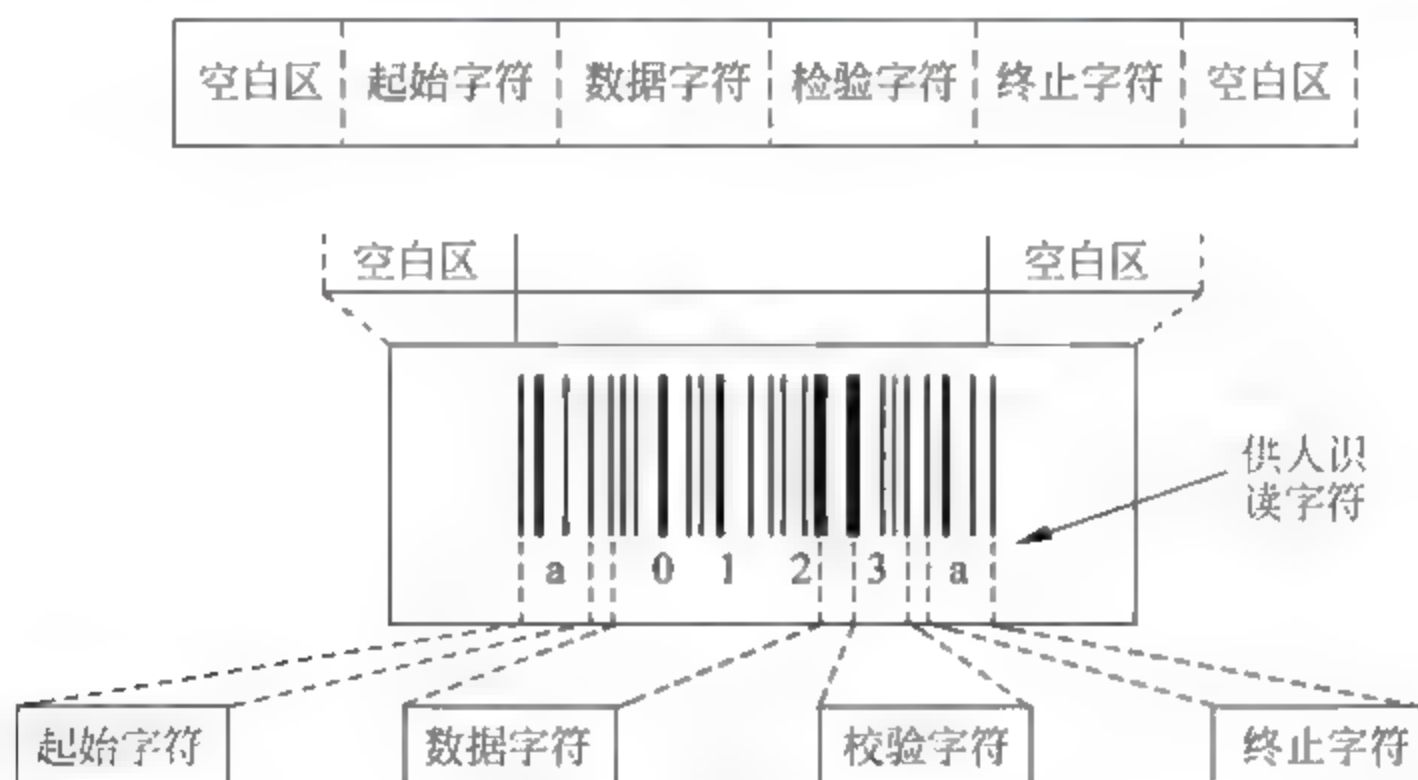 空白区 起始字符 数据字符 检验字符 终止字符 空白区
空白区 空白区
供人识
读字符
a 0 1 2 3 a
起始字符 数据字符 校验字符 终止字符